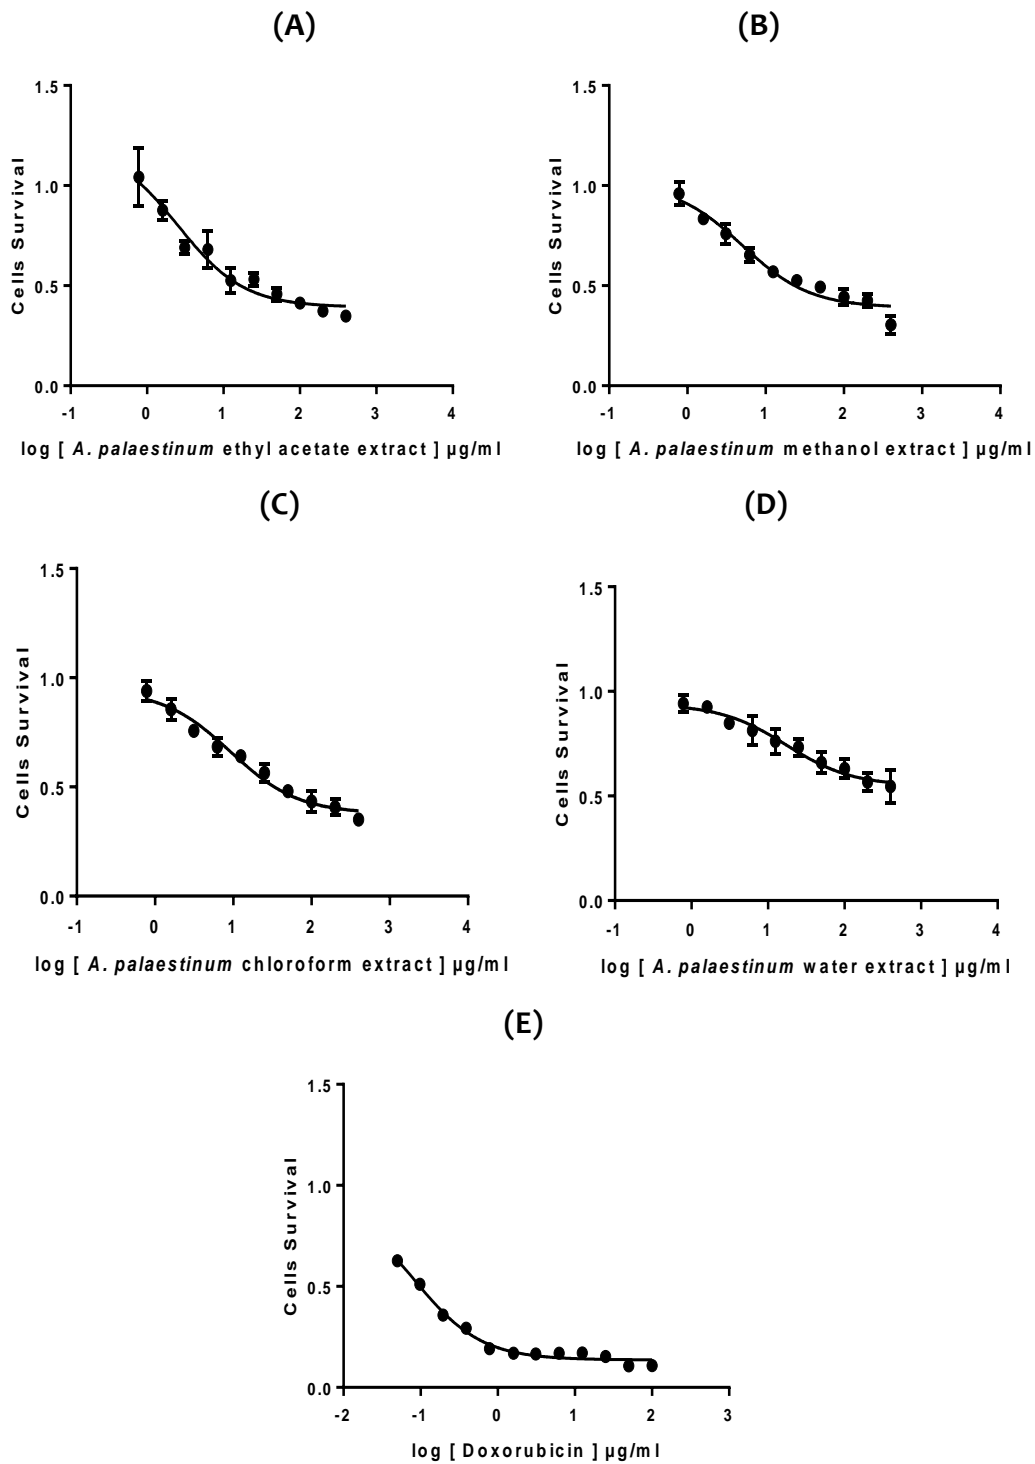 (A)
1.5
1.0
0.5
0.0
Cells Survival
-1 0 1 2 3 4
log [ A. palaestinum ethyl acetate extract ] µg/ml
(B)
1.5
1.0
0.5
0.0
Cells Survival
-1 0 1 2 3 4
log [ A. palaestinum methanol extract ] µg/ml
(C)
1.5
1.0
0.5
0.0
Cells Survival
-1 0 1 2 3 4
log [ A. palaestinum chloroform extract ] µg/ml
(D)
1.5
1.0
0.5
0.0
Cells Survival
-1 0 1 2 3 4
log [ A. palaestinum water extract ] µg/ml
(E)
1.5
1.0
0.5
0.0
Cells Survival
-2 -1 0 1 2 3
log [ Doxorubicin ] µg/ml